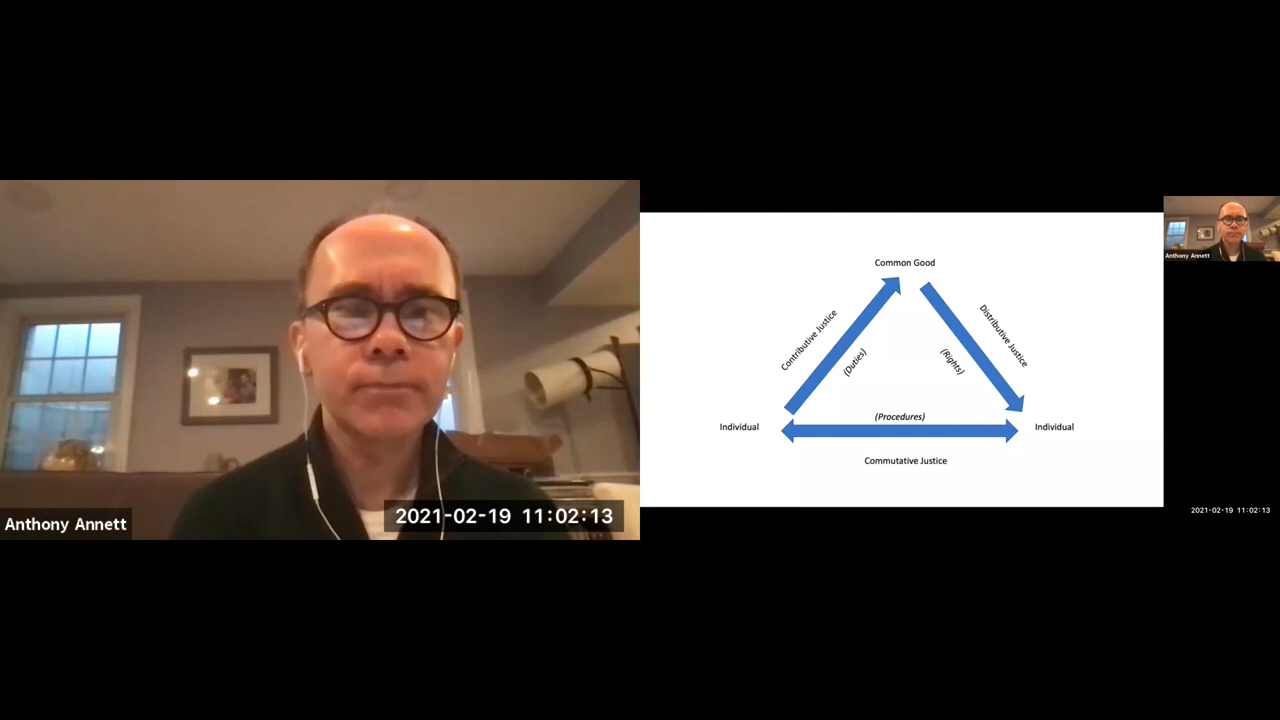 Anthony Annett
2021-02-19 11:02:13
Common Good
Contributive Justice
(Duties)
(Rights)
Distributive Justice
Individual
(Procedures)
Individual
Commutative Justice
Anthony Annett
2021-02-19 11:02:13